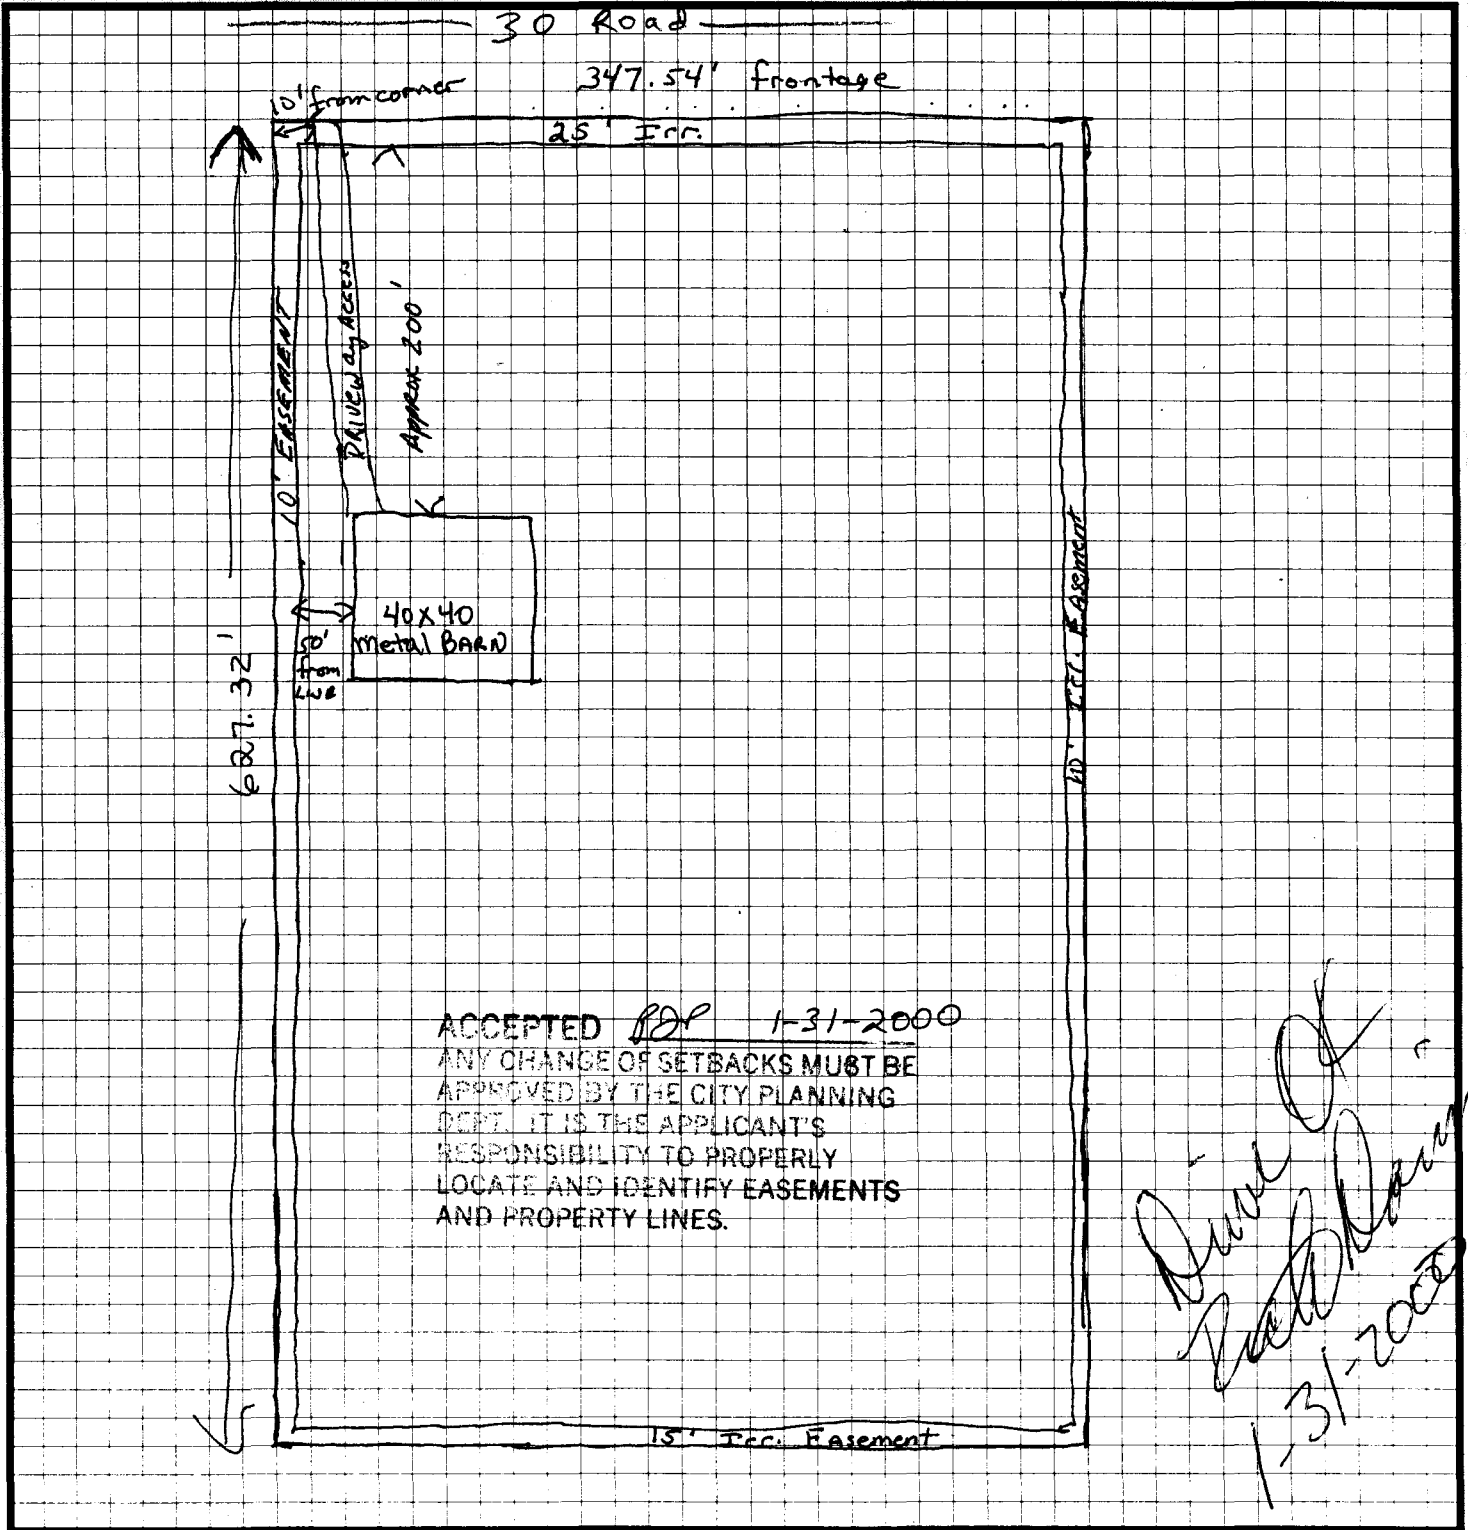 30 Road
347.54' frontage
10' from corner
25' Irr.
10' EASEMENT
DRIVEWAY ACCESS
APPROX 200'
40X40
Metal BARN
50'
from
627.32'
10' Irr. Easement
ACCEPTED 1-31-2000
ANY CHANGE OF SETBACKS MUST BE
APPROVED BY THE CITY PLANNING
DEPT. IT IS THE APPLICANT'S
RESPONSIBILITY TO PROPERLY
LOCATE AND IDENTIFY EASEMENTS
AND PROPERTY LINES.
OK
1-31-2000
15' Irr. Easement